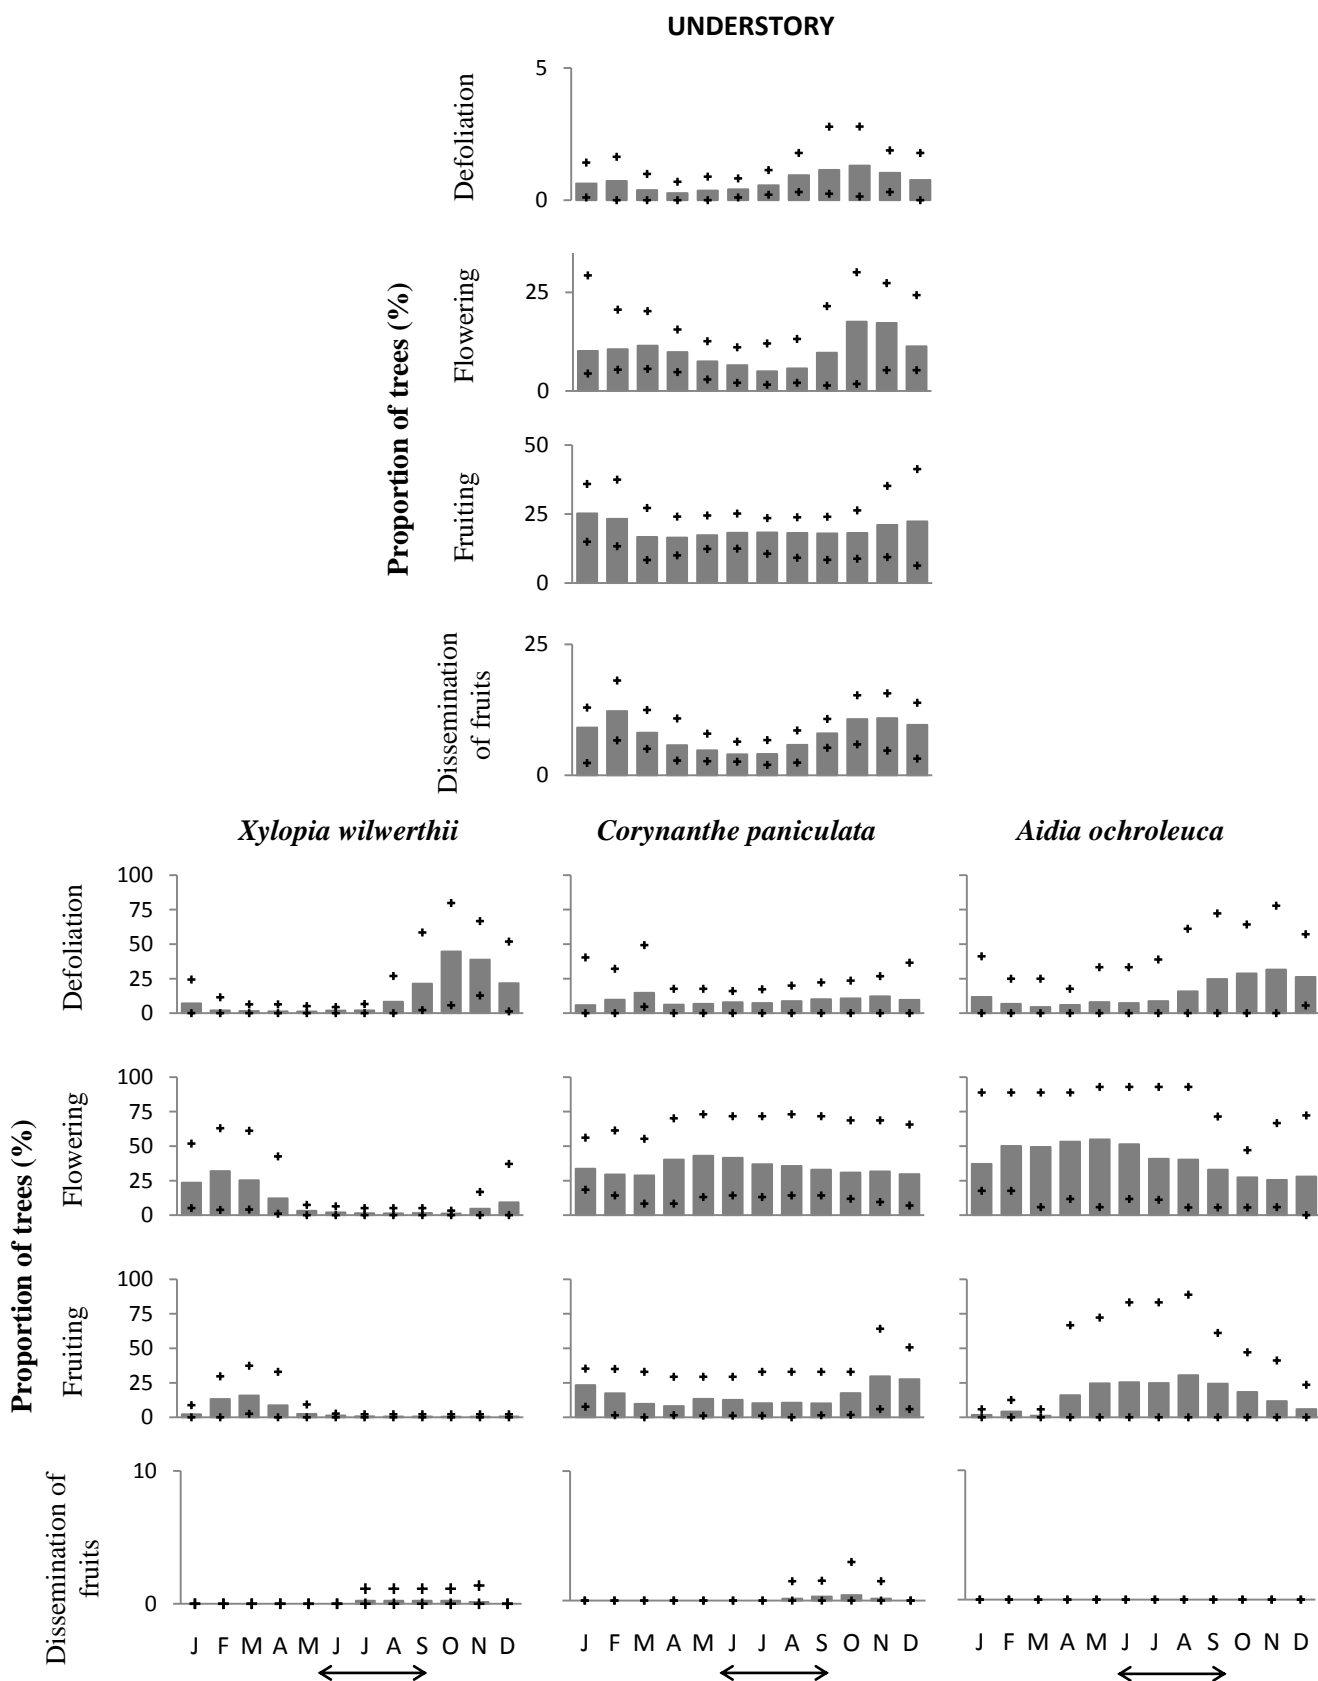 UNDERSTORY
Proportion of trees (%)
Defoliation
5
0
Flowering
25
0
Fruiting
50
25
0
Dissemination
of fruits
25
0
Xylopia wilwerthii
Corynanthe paniculata
Aidia ochroleuca
Proportion of trees (%)
Defoliation
100
75
50
25
0
Flowering
100
75
50
25
0
Fruiting
100
75
50
25
0
Dissemination of
fruits
10
0
J F M A M J J A S O N D
J F M A M J J A S O N D
J F M A M J J A S O N D